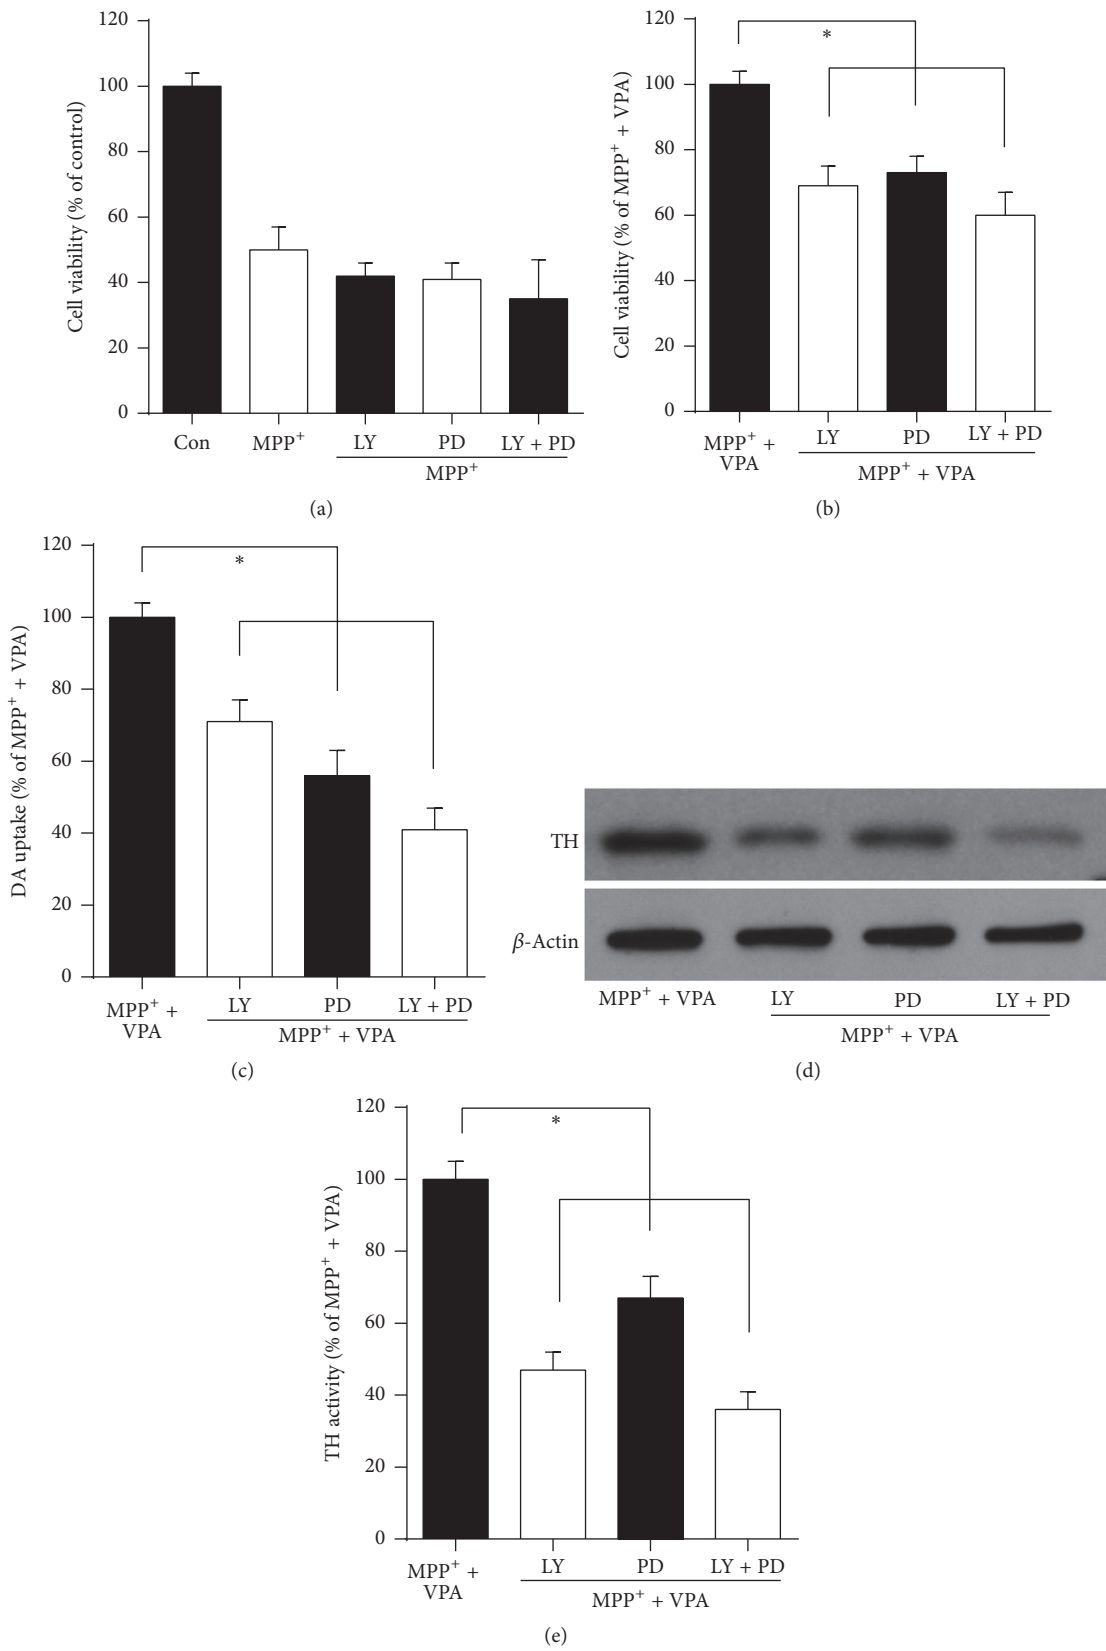 Cell viability (% of control)
120
100
80
60
40
20
0
Con
MPP+
LY
PD
LY + PD
MPP+
(a)
Cell viability (% of MPP+ + VPA)
120
100
80
60
40
20
0
*
MPP+ +
VPA
LY
PD
LY + PD
MPP+ + VPA
(b)
DA uptake (% of MPP+ + VPA)
120
100
80
60
40
20
0
*
MPP+ +
VPA
LY
PD
LY + PD
MPP+ + VPA
(c)
TH
β-Actin
MPP+ + VPA
LY
PD
LY + PD
MPP+ + VPA
(d)
TH activity (% of MPP+ + VPA)
120
100
80
60
40
20
0
*
MPP+ +
VPA
LY
PD
LY + PD
MPP+ + VPA
(e)